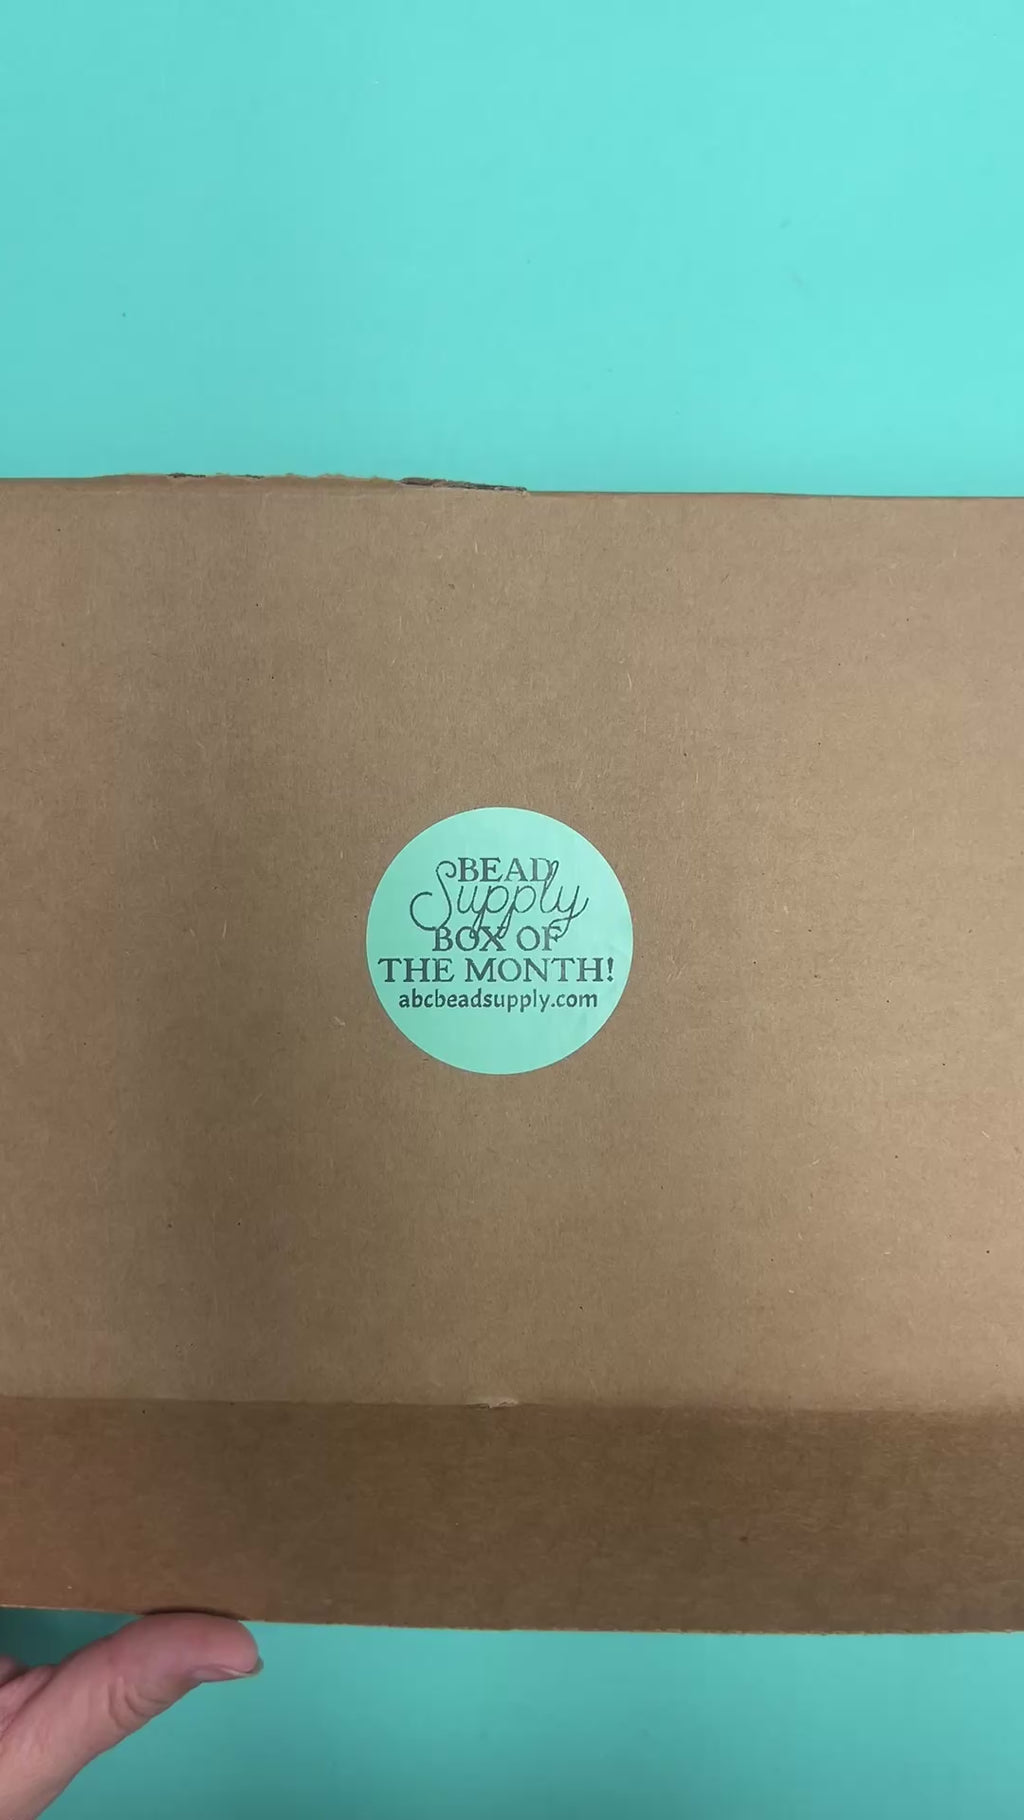 BEAD
Supply
BOX OF
THE MONTH!
abcbeadsupply.com